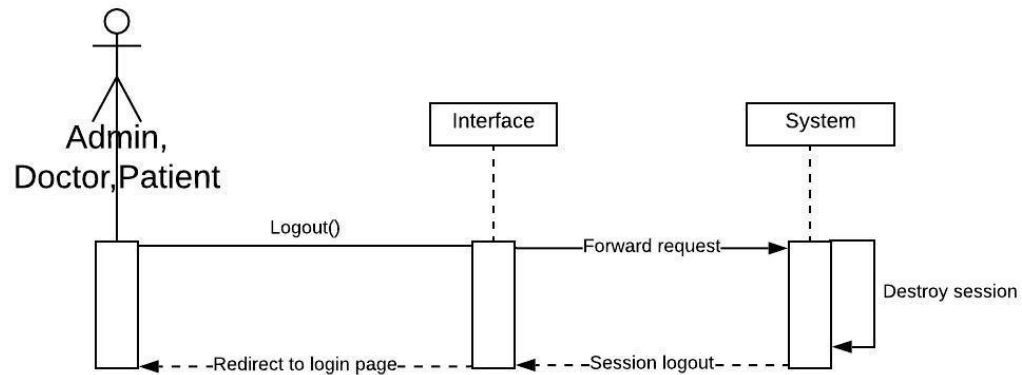 Admin,
Doctor,Patient
Interface
System
Logout()
Forward request
Destroy session
Redirect to login page
Session logout